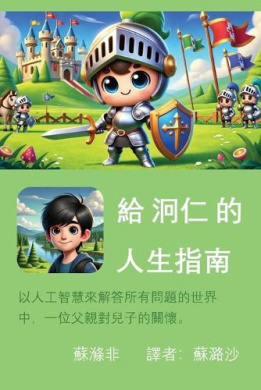 給 泂仁 的
人生指南
以人工智慧來解答所有問題的世界
中，一位父親對兒子的關懷。
蘇滌非 譯者：蘇潞沙